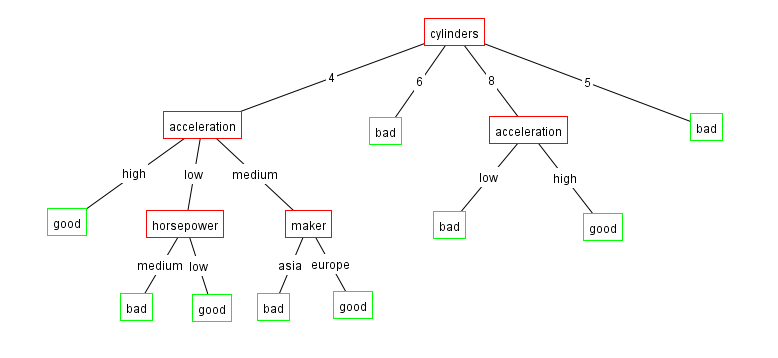 cylinders
4
6
8
5
acceleration
bad
acceleration
bad
high
low
medium
low
high
good
horsepower
maker
bad
good
medium
low
asia
europe
bad
good
bad
good